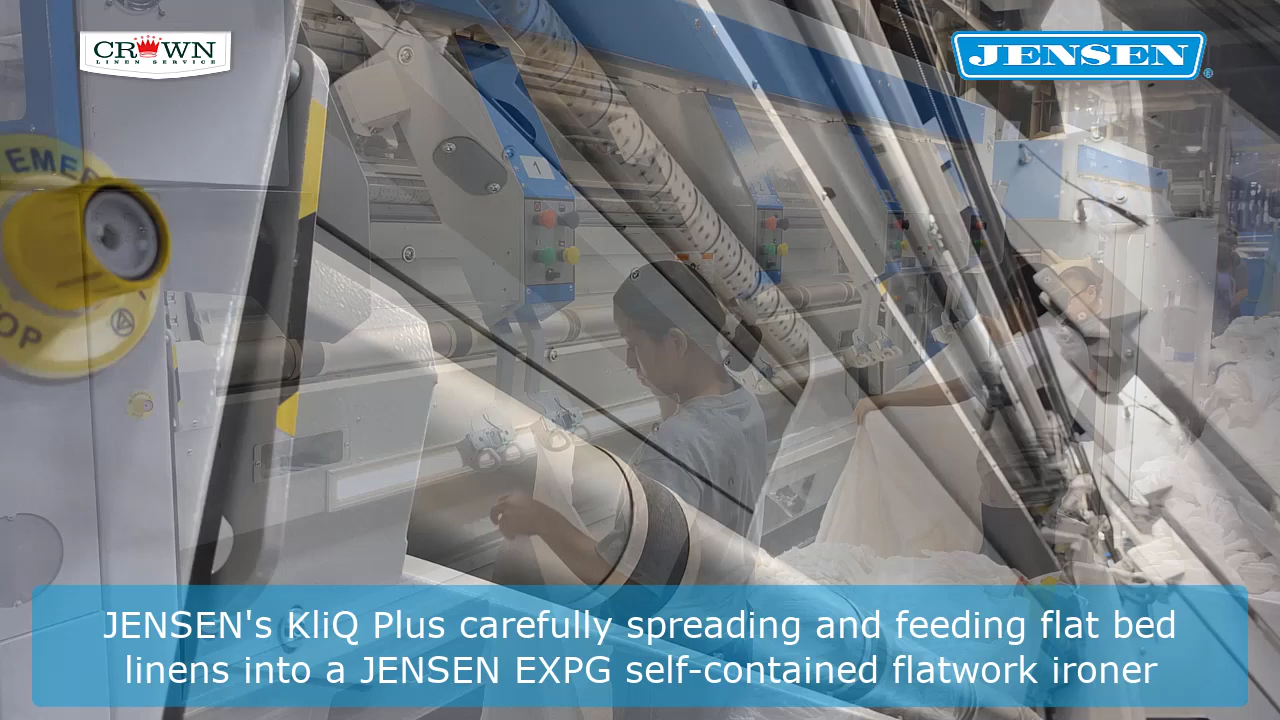 CROWN
LINEN SERVICE
JENSEN
®
EME
OP
1
JENSEN's KliQ Plus carefully spreading and feeding flat bed
linens into a JENSEN EXPG self-contained flatwork ironer